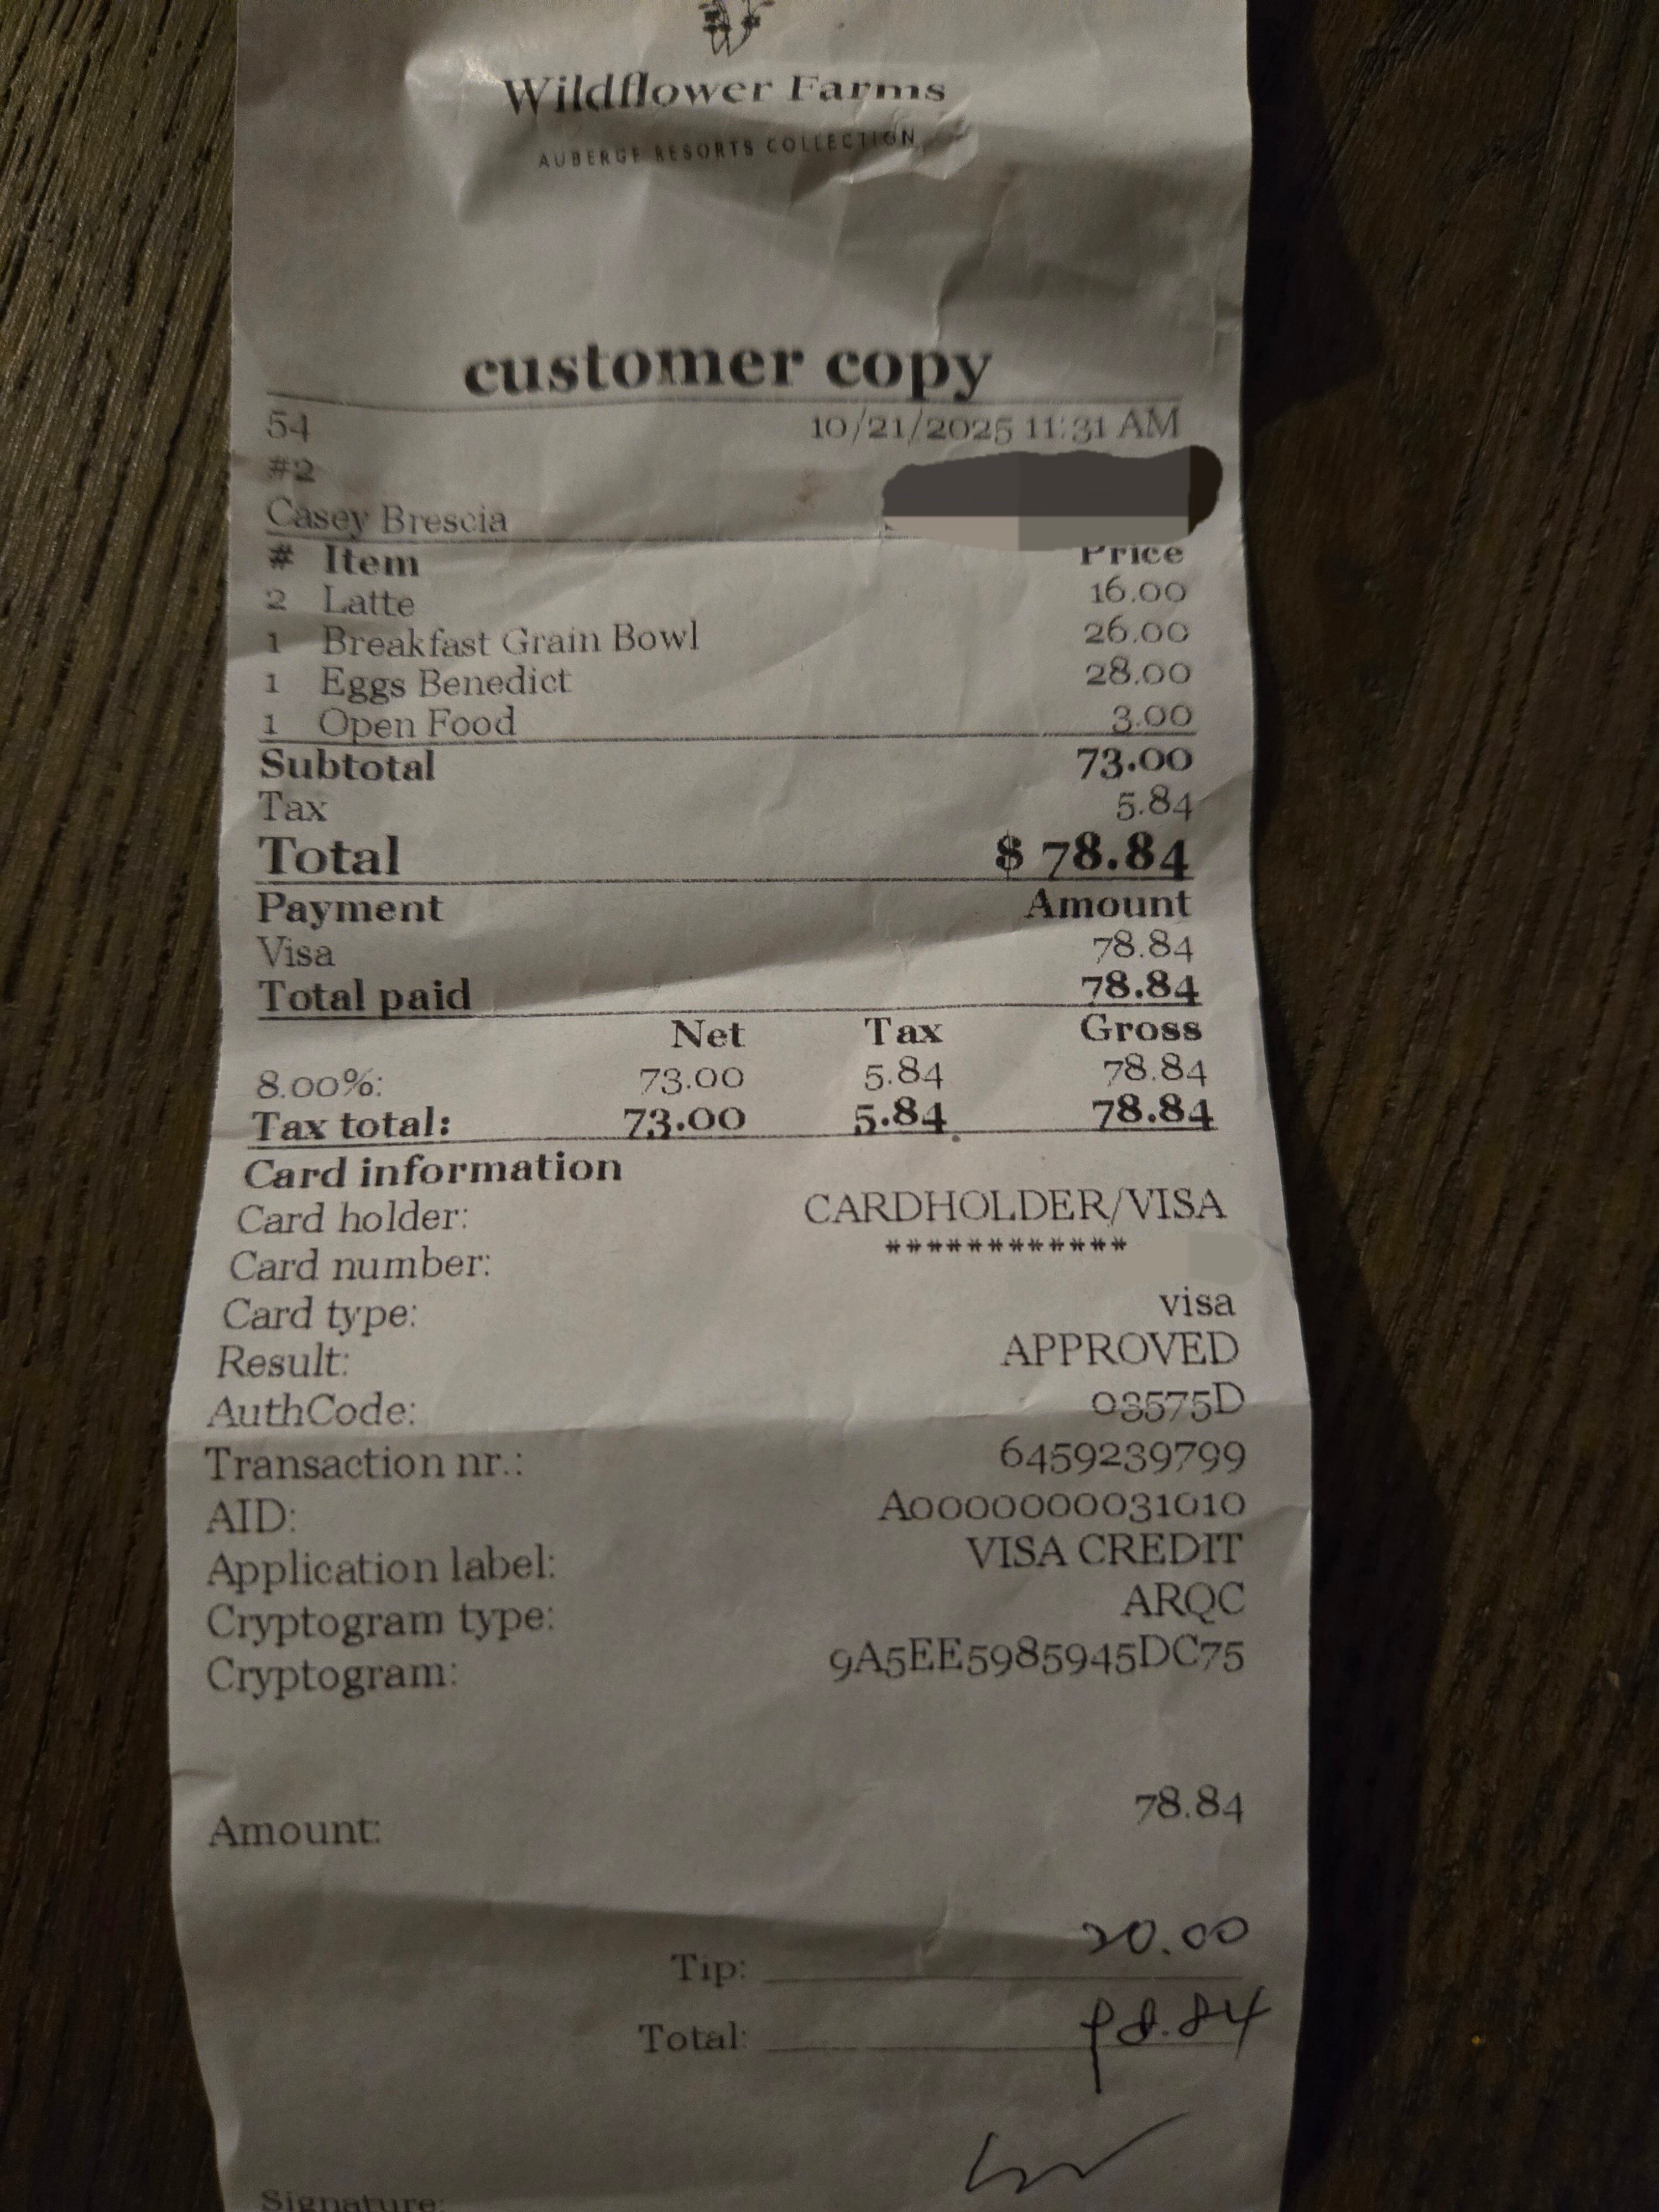 Wildflower Farms
AUBERGE RESORTS COLLECTION
customer copy
54 10/21/2025 11:31 AM
#2
Casey Brescia
# Item Price
2 Latte 16.00
1 Breakfast Grain Bowl 26.00
1 Eggs Benedict 28.00
1 Open Food 3.00
Subtotal 73.00
Tax 5.84
Total $ 78.84
Payment Amount
Visa 78.84
Total paid 78.84
Net Tax Gross
8.00%: 73.00 5.84 78.84
Tax total: 73.00 5.84 78.84
Card information
Card holder: CARDHOLDER/VISA
Card number: ************
Card type: visa
Result: APPROVED
AuthCode: 03575D
Transaction nr.: 6459239799
AID: A0000000031010
Application label: VISA CREDIT
Cryptogram type: ARQC
Cryptogram: 9A5EE5985945DC75
Amount: 78.84
Tip: 20.00
Total: 98.84
Signature: